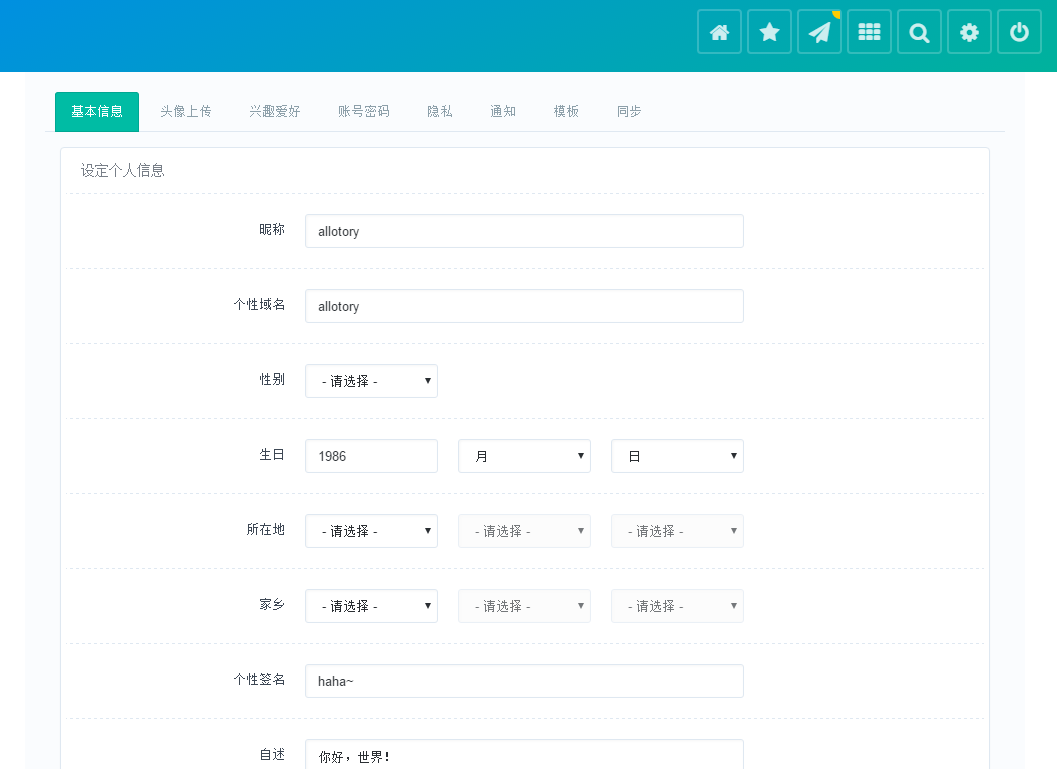 基本信息 头像上传 兴趣爱好 账号密码 隐私 通知 模板 同步
设定个人信息
昵称 allotory
个性域名 allotory
性别 - 请选择 -
生日 1986 月 日
所在地 - 请选择 - - 请选择 - - 请选择 -
家乡 - 请选择 - - 请选择 - - 请选择 -
个性签名 haha~
自述 你好，世界！